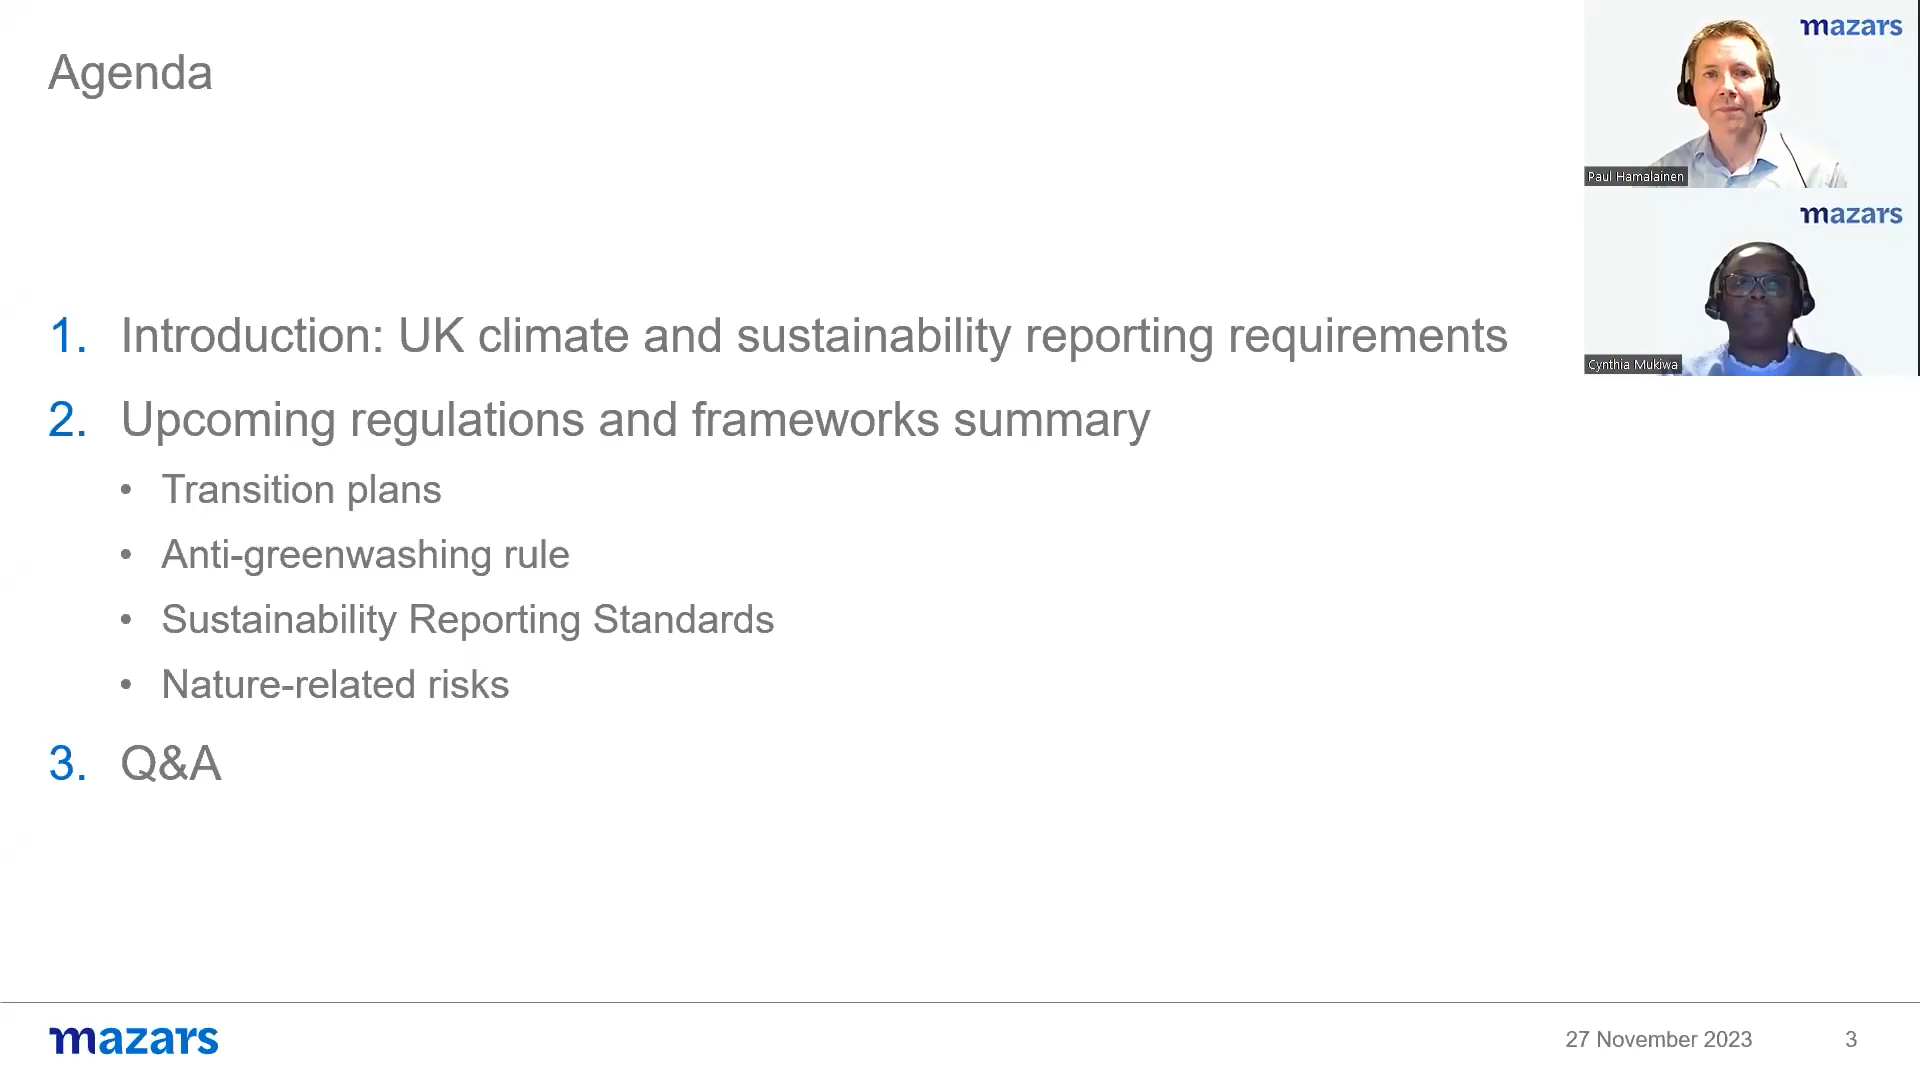 Agenda
mazars
Paul Hamalainen
mazars
Cynthia Mukiwa
1. Introduction: UK climate and sustainability reporting requirements
2. Upcoming regulations and frameworks summary
• Transition plans
• Anti-greenwashing rule
• Sustainability Reporting Standards
• Nature-related risks
3. Q&A
mazars
27 November 2023 3